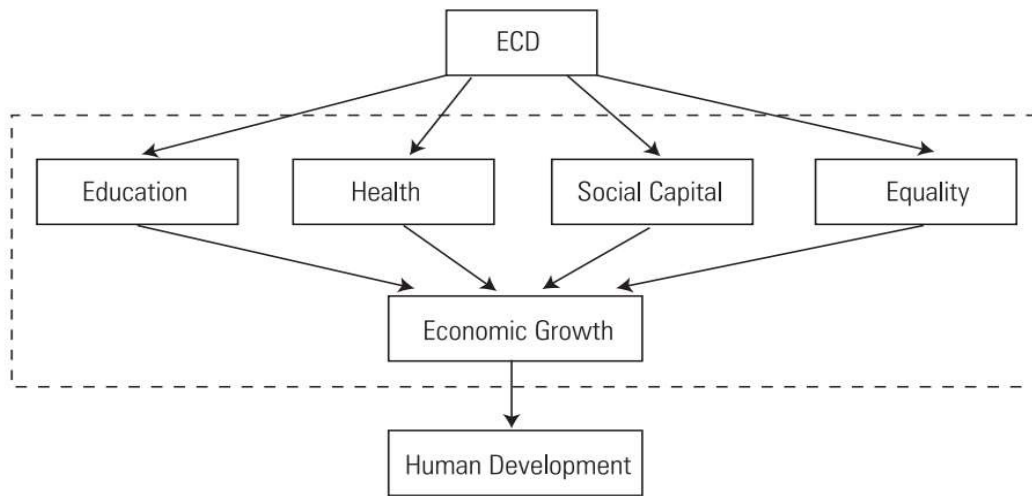 ECD
Education
Health
Social Capital
Equality
Economic Growth
Human Development